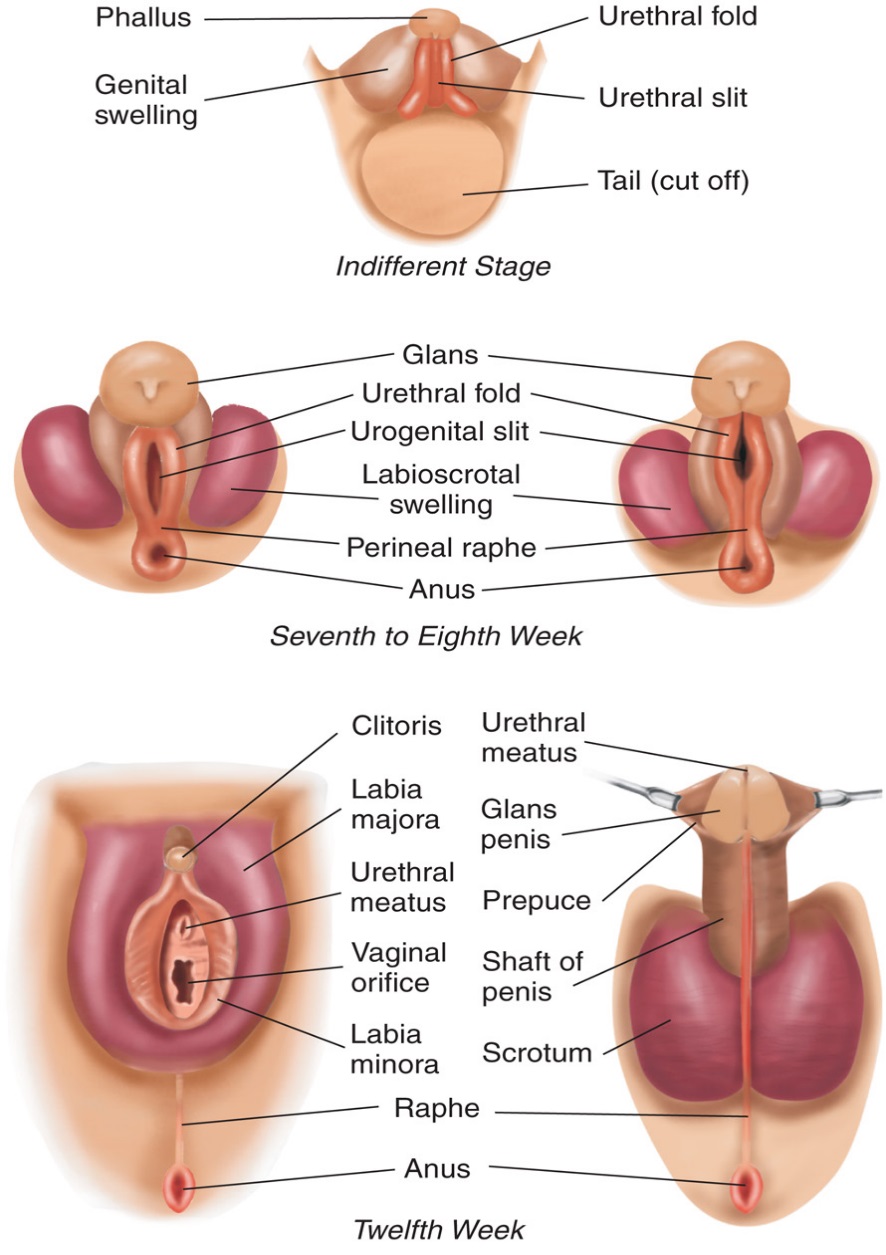 Phallus
Urethral fold
Genital
swelling
Urethral slit
Tail (cut off)
Indifferent Stage
Glans
Urethral fold
Urogenital slit
Labioscrotal
swelling
Perineal raphe
Anus
Seventh to Eighth Week
Clitoris
Labia
majora
Urethral
meatus
Vaginal
orifice
Labia
minora
Urethral
meatus
Glans
penis
Prepuce
Shaft of
penis
Scrotum
Raphe
Anus
Twelfth Week